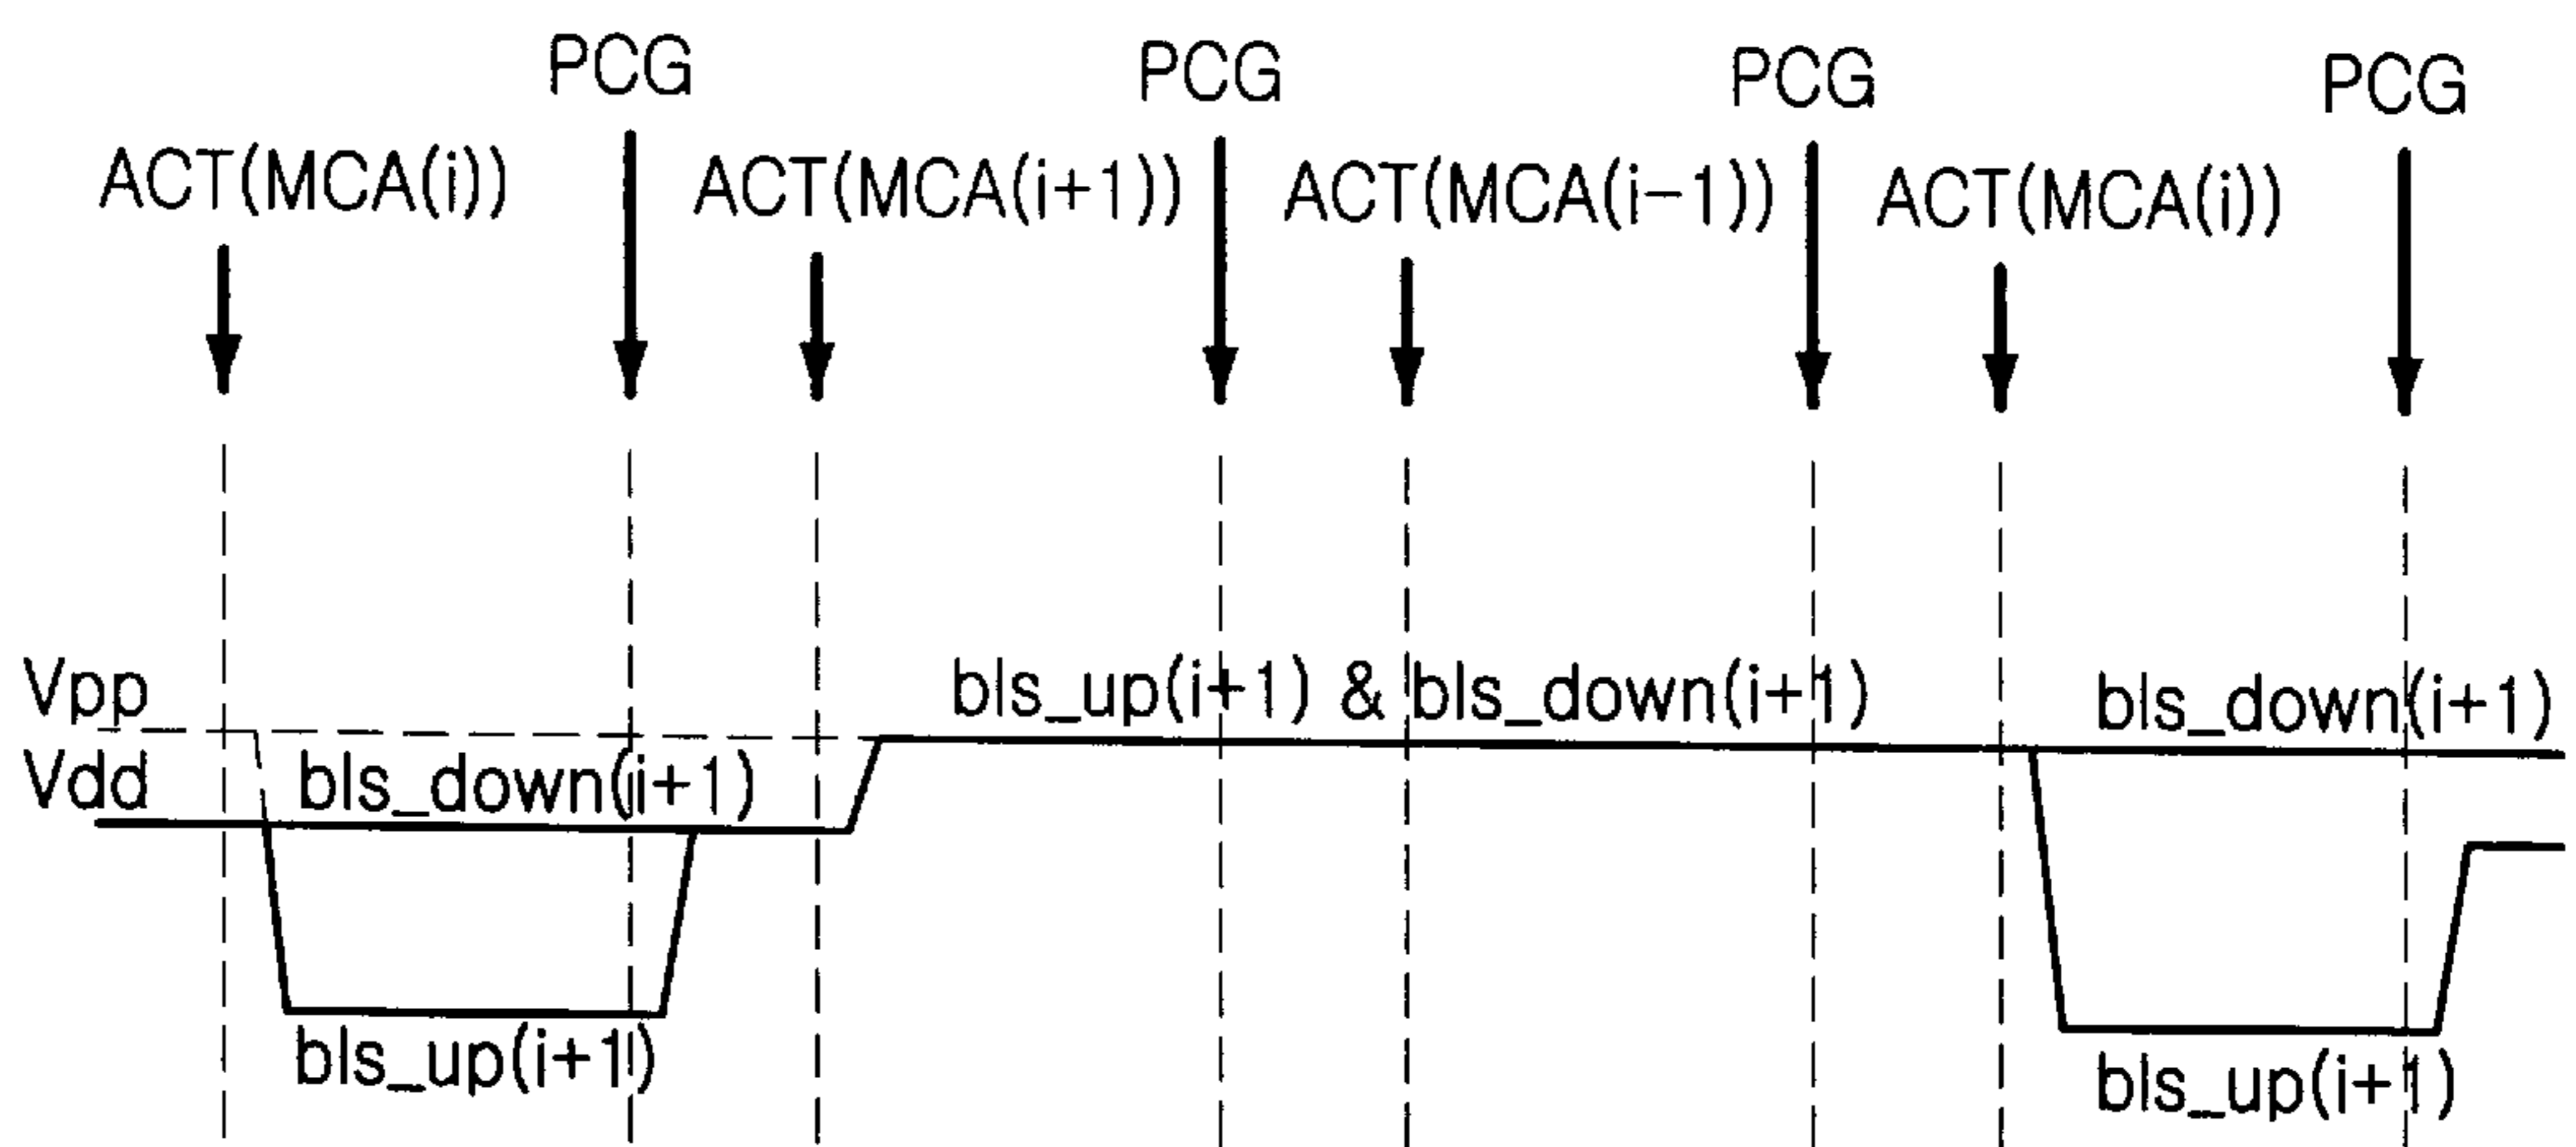 PCG PCG PCG PCG
ACT(MCA(i)) ACT(MCA(i+1)) ACT(MCA(i-1)) ACT(MCA(i))
Vpp bls_up(i+1) & bls_down(i+1) bls_down(i+1)
Vdd bls_down(i+1)
bls_up(i+1) bls_up(i+1)